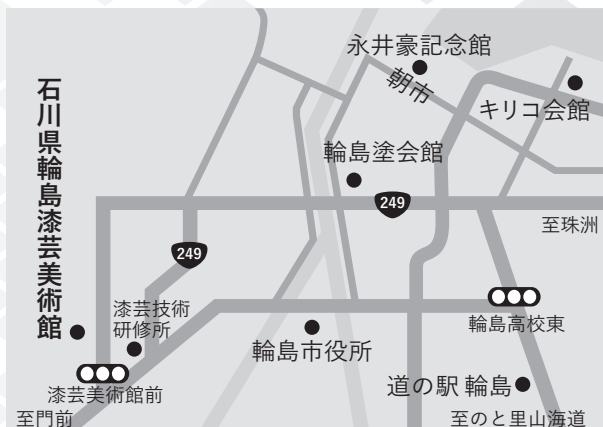 永井豪記念館
朝市
キリコ会館
石川県輪島漆芸美術館
輪島塗会館
249
至珠洲
249
漆芸技術
研修所
輪島高校東
輪島市役所
漆芸美術館前
道の駅 輪島
至門前
至のと里山海道